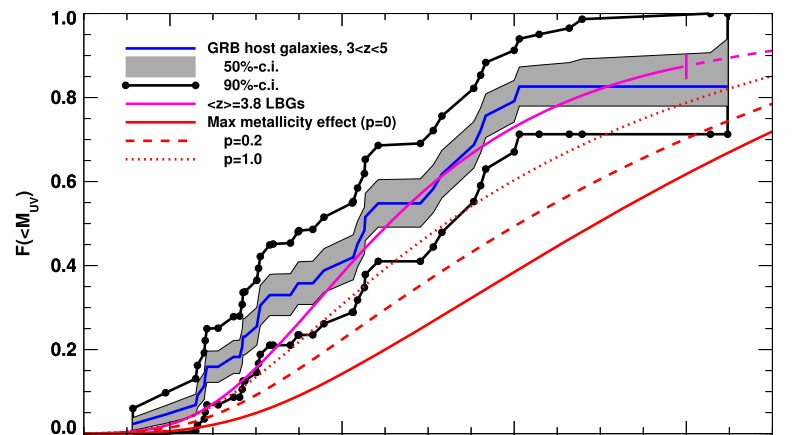 1.0
GRB host galaxies, 3<z<5
50%-c.i.
90%-c.i.
0.8
<z>=3.8 LBGs
Max metallicity effect (p=0)
p=0.2
p=1.0
0.6
F(<M_UV)
0.4
0.2
0.0